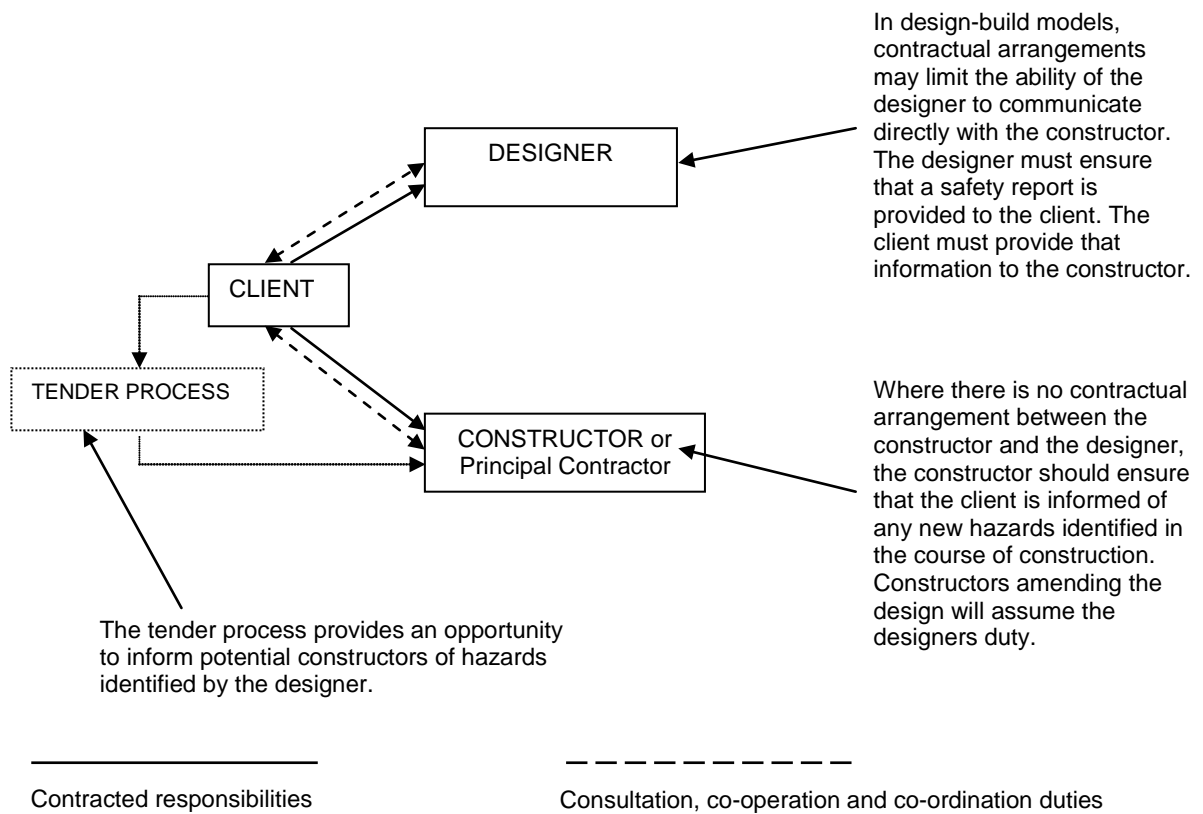 In design-build models,
contractual arrangements
may limit the ability of the
designer to communicate
directly with the constructor.
The designer must ensure
that a safety report is
provided to the client. The
client must provide that
information to the constructor.
DESIGNER
CLIENT
TENDER PROCESS
CONSTRUCTOR or
Principal Contractor
Where there is no contractual
arrangement between the
constructor and the designer,
the constructor should ensure
that the client is informed of
any new hazards identified in
the course of construction.
Constructors amending the
design will assume the
designers duty.
The tender process provides an opportunity
to inform potential constructors of hazards
identified by the designer.
Contracted responsibilities
Consultation, co-operation and co-ordination duties